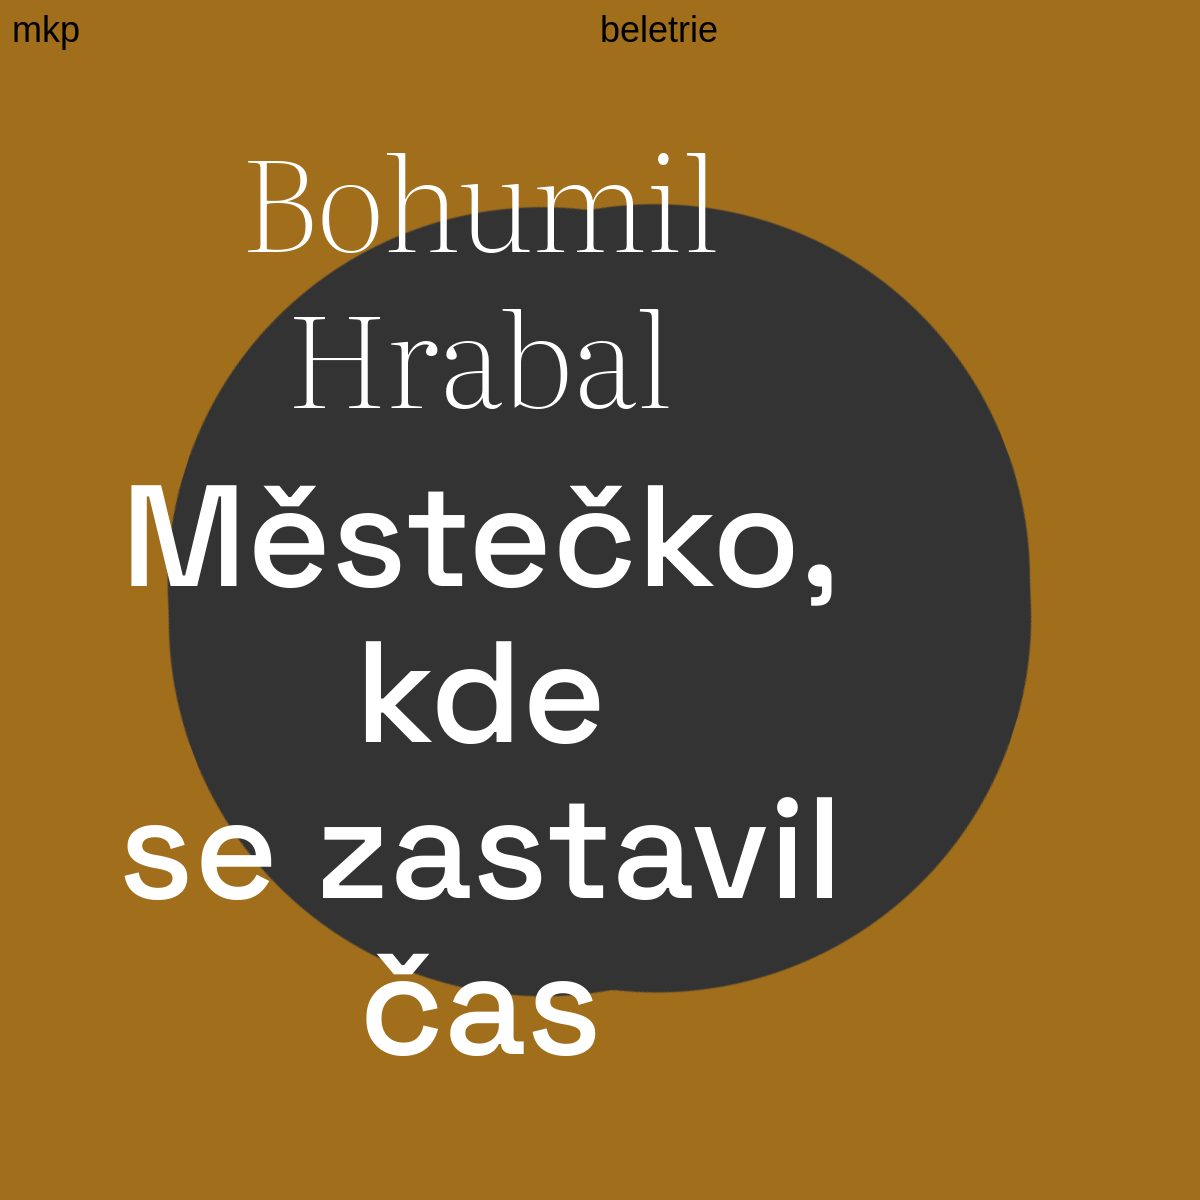 mkp
beletrie
Bohumil
Hrabal
Městečko,
kde
se zastavil
čas